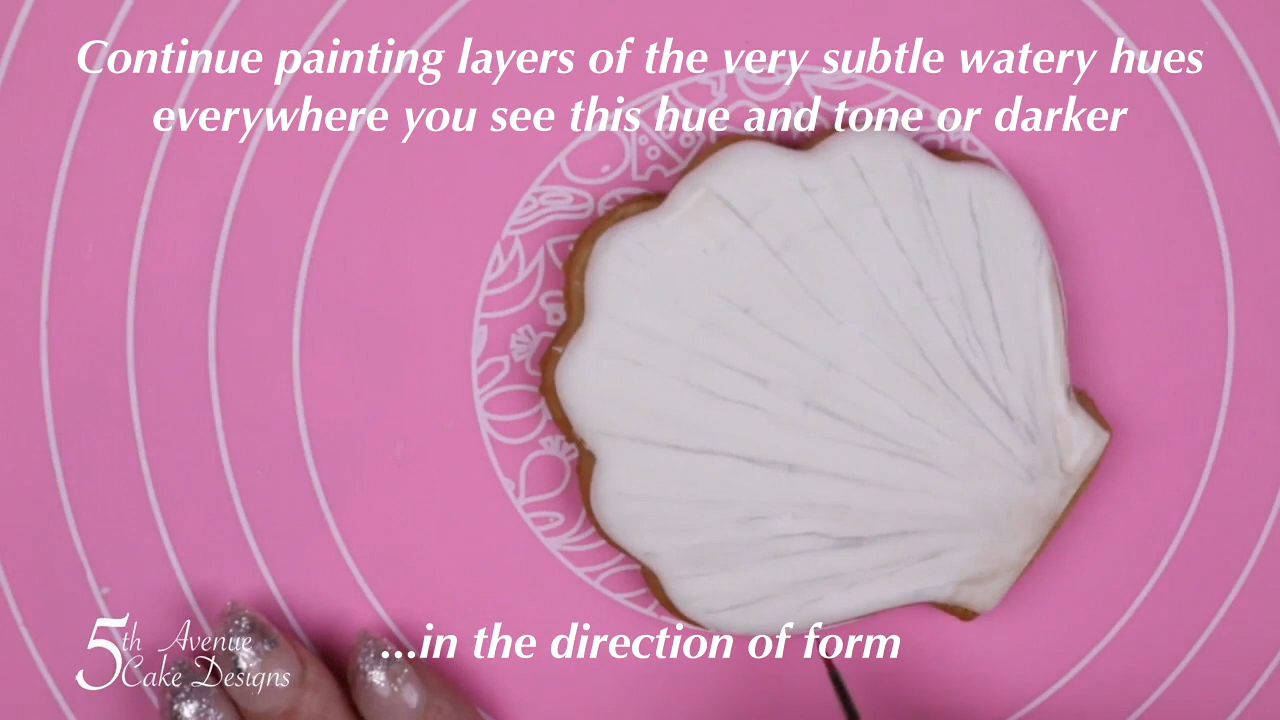 Continue painting layers of the very subtle watery hues
everywhere you see this hue and tone or darker
...in the direction of form
5th Avenue
Cake Designs